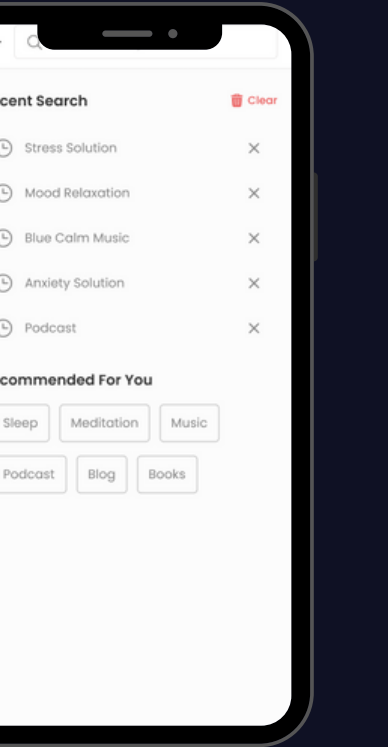 cent Search
Clear
Stress Solution
Mood Relaxation
Blue Calm Music
Anxiety Solution
Podcast
commended For You
Sleep Meditation Music
Podcast Blog Books